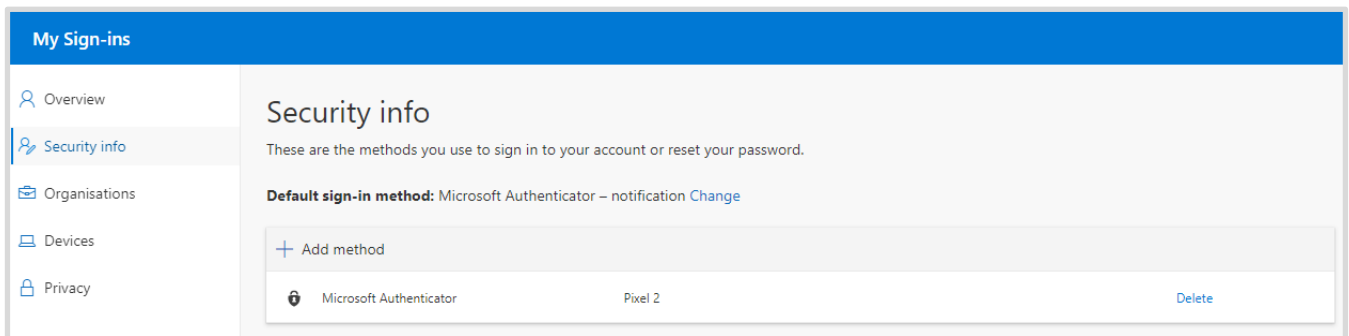 My Sign-ins
Overview
Security info
Organisations
Devices
Privacy
Security info
These are the methods you use to sign in to your account or reset your password.
Default sign-in method: Microsoft Authenticator – notification Change
Add method
Microsoft Authenticator Pixel 2 Delete